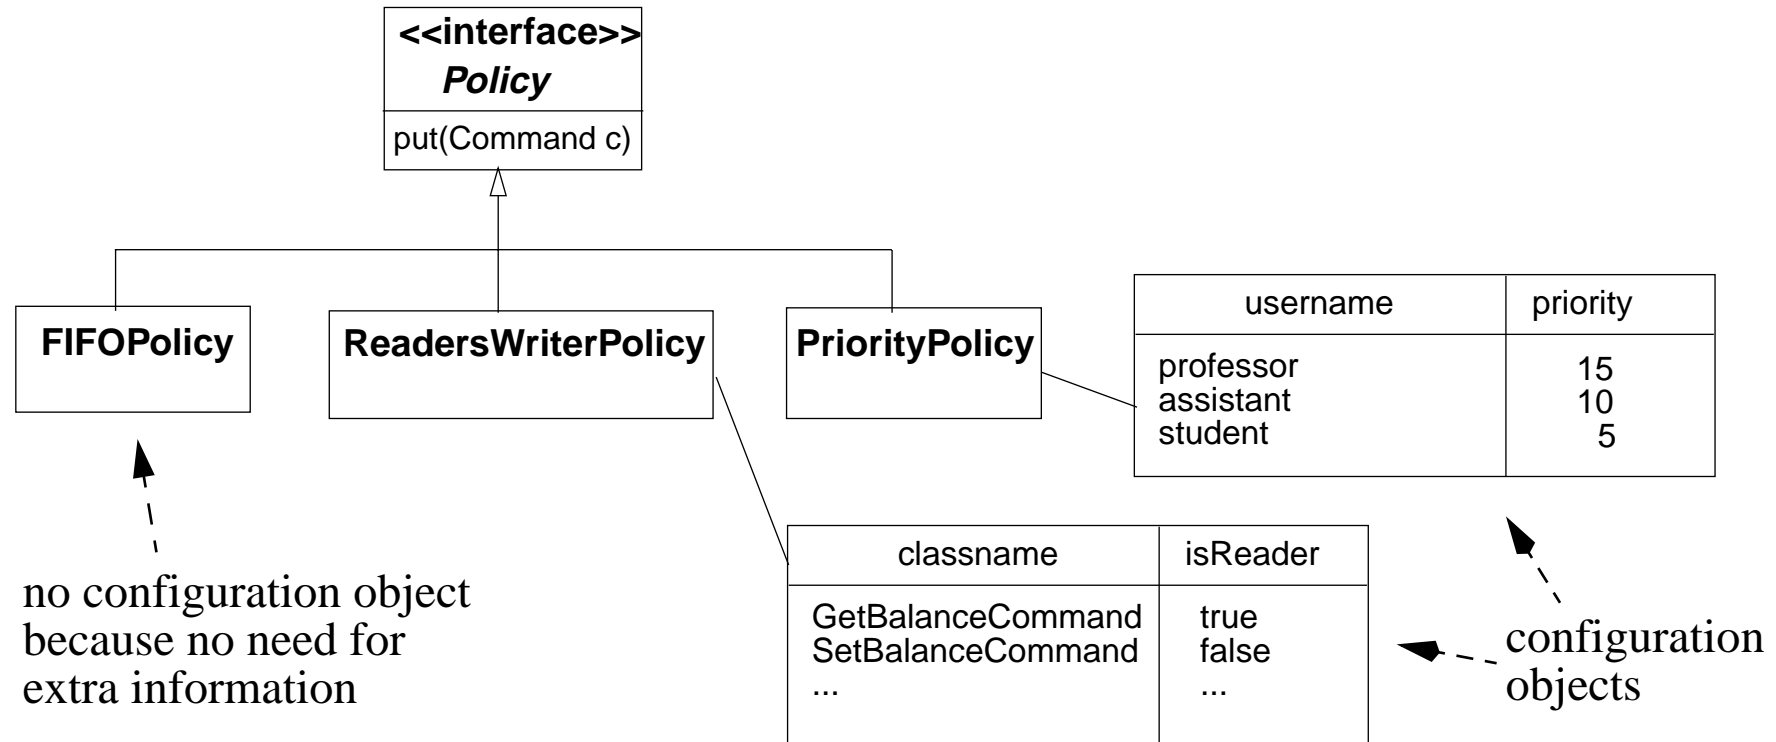 <<interface>>
Policy
put(Command c)
FIFOPolicy
ReadersWriterPolicy
PriorityPolicy
username priority
professor 15
assistant 10
student 5
no configuration object
because no need for
extra information
classname isReader
GetBalanceCommand true
SetBalanceCommand false
... ...
configuration
objects